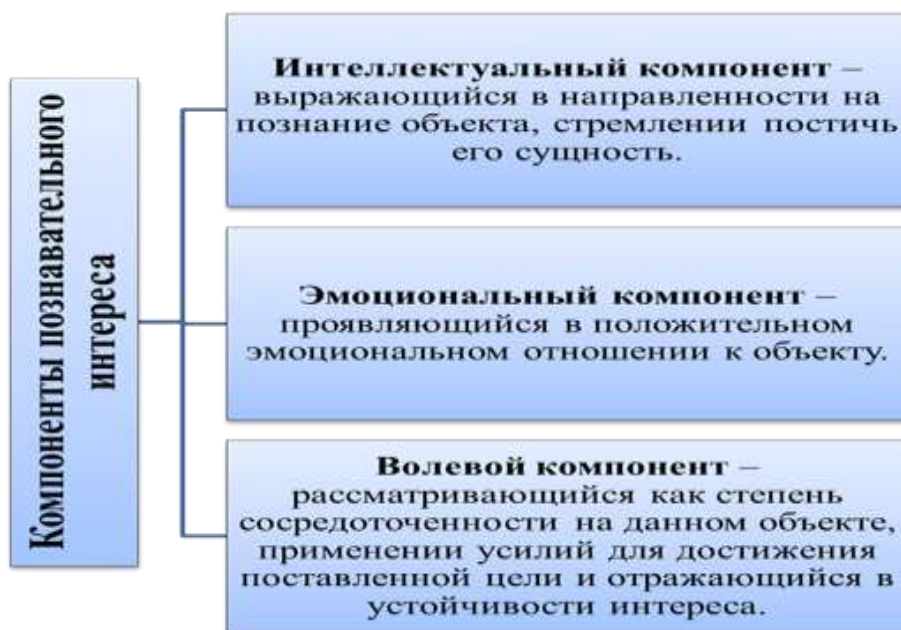 Компоненты познавательного
интереса
Интеллектуальный компонент –
выражающийся в направленности на
познание объекта, стремлении постичь
его сущность.
Эмоциональный компонент –
проявляющийся в положительном
эмоциональном отношении к объекту.
Волевой компонент –
рассматривающийся как степень
сосредоточенности на данном объекте,
применении усилий для достижения
поставленной цели и отражающийся в
устойчивости интереса.